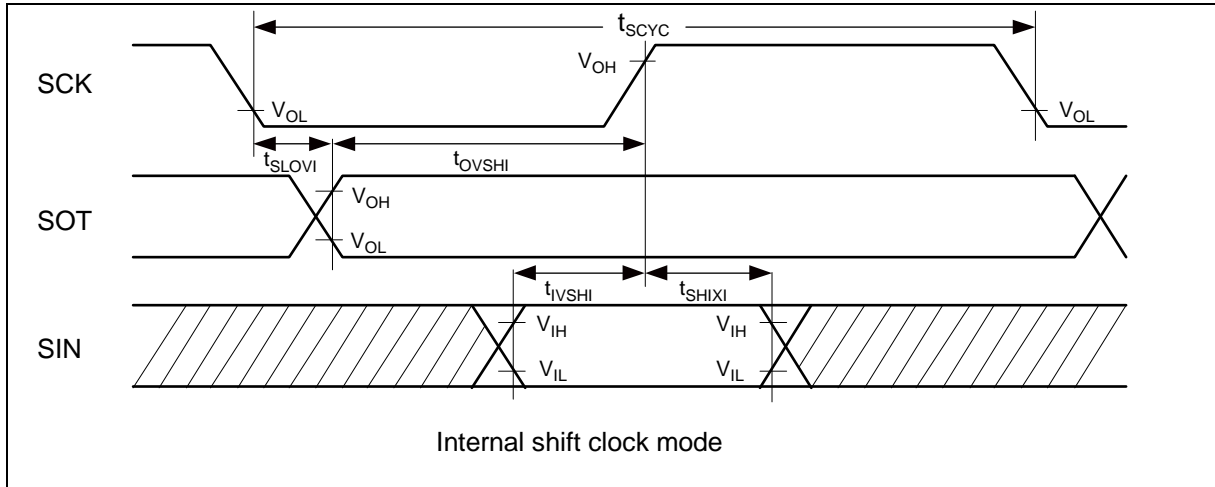 tSCYC
SCK
VOH
VOL
VOL
tSLOVI
tOVSHI
SOT
VOH
VOL
tIVSHI
tSHIXI
SIN
VIH
VIH
VIL
VIL
Internal shift clock mode